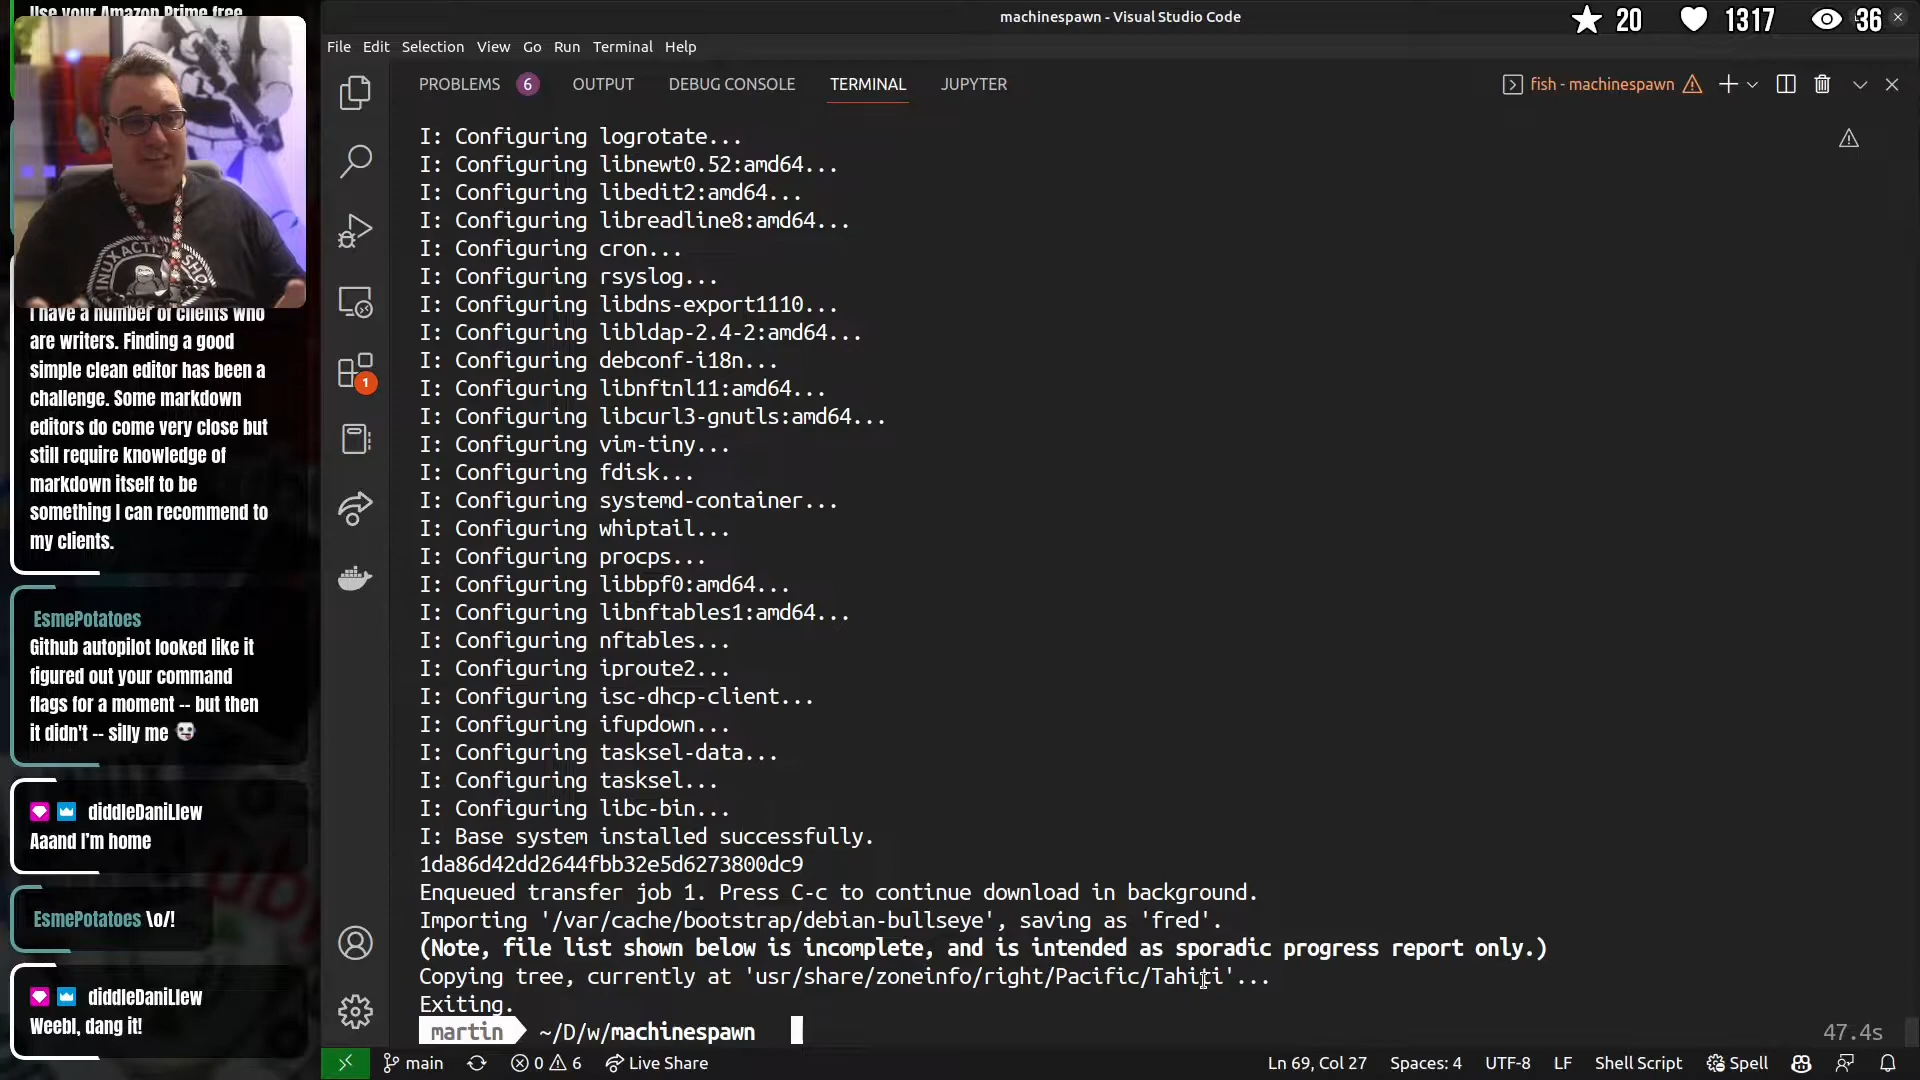 Use your Amazon Prime free
machinespawn - Visual Studio Code
20
1317
36
File Edit Selection View Go Run Terminal Help
PROBLEMS 6 OUTPUT DEBUG CONSOLE TERMINAL JUPYTER
fish - machinespawn
I: Configuring logrotate...
I: Configuring libnewt0.52:amd64...
I: Configuring libedit2:amd64...
I: Configuring libreadline8:amd64...
I: Configuring cron...
I: Configuring rsyslog...
I: Configuring libdns-export1110...
I: Configuring libldap-2.4-2:amd64...
I: Configuring debconf-i18n...
I: Configuring libnftnl11:amd64...
I: Configuring libcurl3-gnutls:amd64...
I: Configuring vim-tiny...
I: Configuring fdisk...
I: Configuring systemd-container...
I: Configuring whiptail...
I: Configuring procps...
I: Configuring libbpf0:amd64...
I: Configuring libnftables1:amd64...
I: Configuring nftables...
I: Configuring iproute2...
I: Configuring isc-dhcp-client...
I: Configuring ifupdown...
I: Configuring tasksel-data...
I: Configuring tasksel...
I: Configuring libc-bin...
I: Base system installed successfully.
1da86d42dd2644fbb32e5d6273800dc9
Enqueued transfer job 1. Press C-c to continue download in background.
Importing '/var/cache/bootstrap/debian-bullseye', saving as 'fred'.
(Note, file list shown below is incomplete, and is intended as sporadic progress report only.)
Copying tree, currently at 'usr/share/zoneinfo/right/Pacific/Tahiti'...
Exiting.
martin ~/D/w/machinespawn
47.4s
1
I have a number of clients who
are writers. Finding a good
simple clean editor has been a
challenge. Some markdown
editors do come very close but
still require knowledge of
markdown itself to be
something I can recommend to
my clients.
EsmePotatoes
Github autopilot looked like it
figured out your command
flags for a moment -- but then
it didn't -- silly me
diddleDaniLlew
Aaand I'm home
EsmePotatoes \o/!
diddleDaniLlew
Weebl, dang it!
main 0 6 Live Share
Ln 69, Col 27 Spaces: 4 UTF-8 LF Shell Script Spell